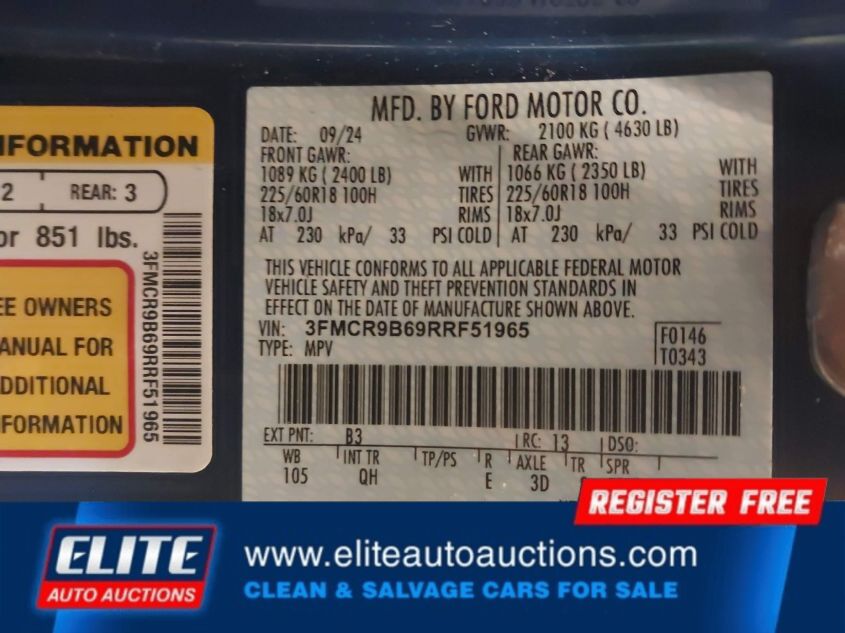 NFORMATION
2 REAR: 3
or 851 lbs.
EE OWNERS
ANUAL FOR
DDITIONAL
FORMATION
3FMCR9B69RRF51965
MFD. BY FORD MOTOR CO.
DATE: 09/24 GVWR: 2100 KG ( 4630 LB)
FRONT GAWR: REAR GAWR:
1089 KG ( 2400 LB) WITH 1066 KG ( 2350 LB) WITH
225/60R18 100H TIRES 225/60R18 100H TIRES
18x7.0J RIMS 18x7.0J RIMS
AT 230 kPa/ 33 PSI COLD AT 230 kPa/ 33 PSI COLD
THIS VEHICLE CONFORMS TO ALL APPLICABLE FEDERAL MOTOR
VEHICLE SAFETY AND THEFT PREVENTION STANDARDS IN
EFFECT ON THE DATE OF MANUFACTURE SHOWN ABOVE.
VIN: 3FMCR9B69RRF51965 F0146
TYPE: MPV T0343
EXT PNT: B3 RC: 13 DSO:
WB INT TR TP/PS R AXLE TR SPR
105 QH E 3D
REGISTER FREE
ELITE
AUTO AUCTIONS
www.eliteautoauctions.com
CLEAN & SALVAGE CARS FOR SALE